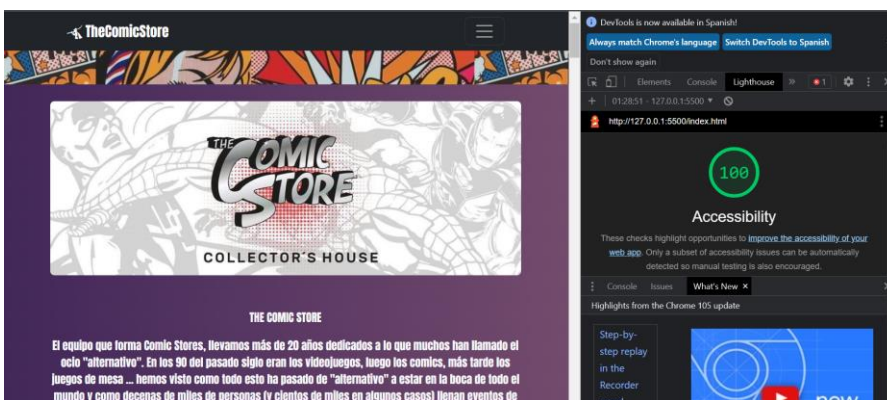 TheComicStore
THE COMIC STORE
COLLECTOR'S HOUSE
THE COMIC STORE
El equipo que forma Comic Stores, llevamos más de 20 años dedicados a lo que muchos han llamado el
ocio "alternativo". En los 90 del pasado siglo eran los videojuegos, luego los comics, más tarde los
juegos de mesa ... hemos visto como todo esto ha pasado de "alternativo" a estar en la boca de todo el
mundo y como decenas de miles de personas (y cientos de miles en algunos casos) llenan eventos de
DevTools is now available in Spanish!
Always match Chrome's language Switch DevTools to Spanish
Don't show again
Elements Console Lighthouse » 1
+ 01:28:51 - 127.0.0.1:5500
http://127.0.0.1:5500/index.html
100
Accessibility
These checks highlight opportunities to improve the accessibility of your
web app. Only a subset of accessibility issues can be automatically
detected so manual testing is also encouraged.
Console Issues What's New ×
Highlights from the Chrome 105 update
Step-by-
step replay
in the
Recorder
new